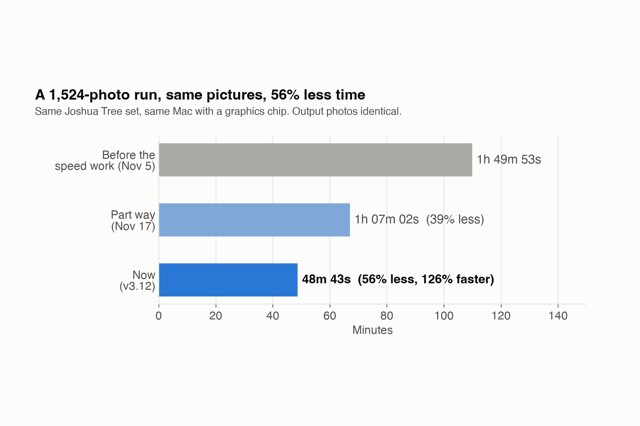 A 1,524-photo run, same pictures, 56% less time
Same Joshua Tree set, same Mac with a graphics chip. Output photos identical.
Before the
speed work (Nov 5)
1h 49m 53s
Part way
(Nov 17)
1h 07m 02s (39% less)
Now
(v3.12)
48m 43s (56% less, 126% faster)
0 20 40 60 80 100 120 140
Minutes